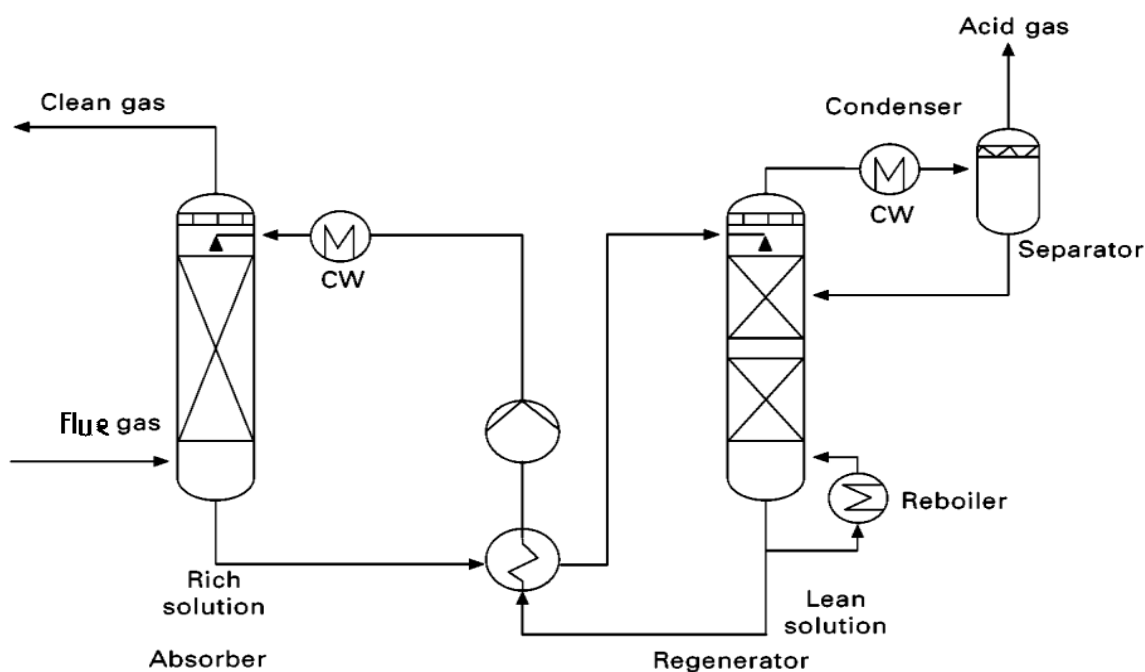 Acid gas
Clean gas
Condenser
CW
Separator
CW
Flue gas
Reboiler
Rich
solution
Lean
solution
Absorber
Regenerator